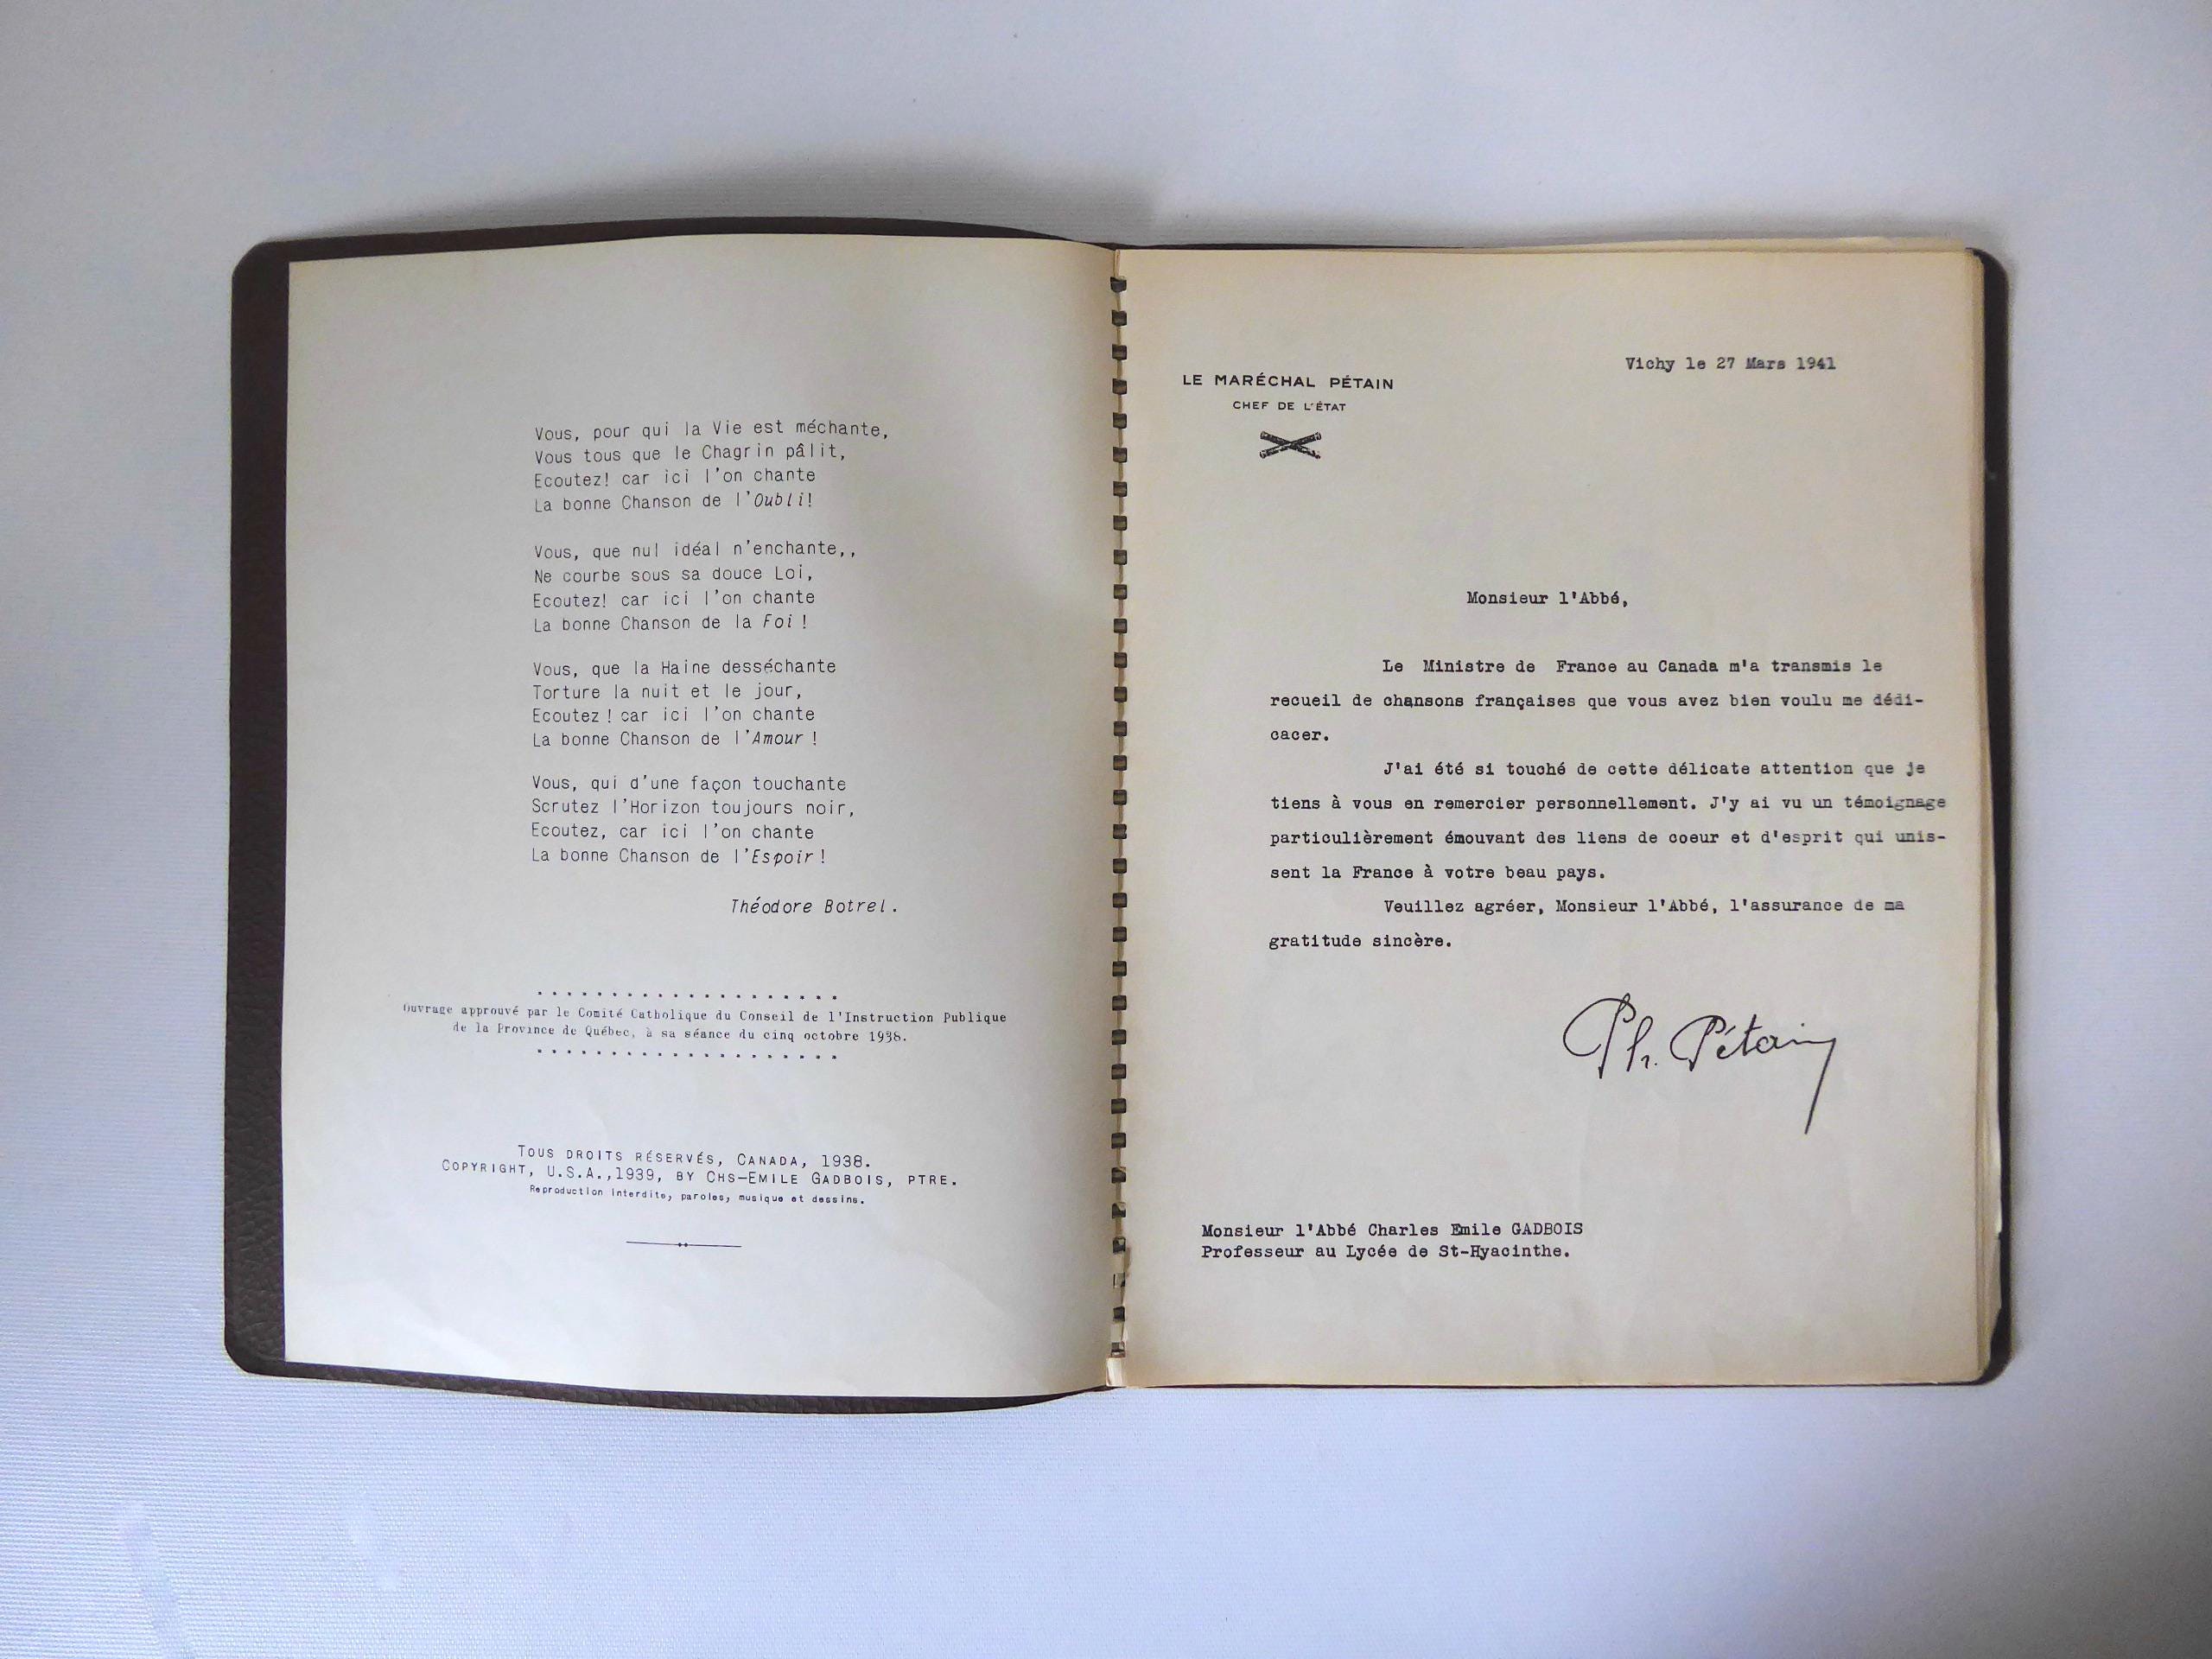 Vous, pour qui la Vie est méchante,
Vous tous que le Chagrin pâlit,
Ecoutez! car ici l'on chante
La bonne Chanson de l'Oubli!
Vous, que nul idéal n'enchante,,
Ne courbe sous sa douce Loi,
Ecoutez! car ici l'on chante
La bonne Chanson de la Foi !
Vous, que la Haine desséchante
Torture la nuit et le jour,
Ecoutez ! car ici l'on chante
La bonne Chanson de l'Amour !
Vous, qui d'une façon touchante
Scrutez l'Horizon toujours noir,
Ecoutez, car ici l'on chante
La bonne Chanson de l'Espoir !
Théodore Botrel.
Ouvrage approuvé par le Comité Catholique du Conseil de l'Instruction Publique
de la Province de Québec, à sa séance du cinq octobre 1938.
TOUS DROITS RÉSERVÉS, CANADA, 1938.
COPYRIGHT, U.S.A.,1939, BY CHS-EMILE GADBOIS, PTRE.
Reproduction interdite, paroles, musique et dessins.
Vichy le 27 Mars 1941
LE MARÉCHAL PÉTAIN
CHEF DE L'ÉTAT
Monsieur l'Abbé,
Le Ministre de France au Canada m'a transmis le
recueil de chansons françaises que vous avez bien voulu me dédi-
cacer.
J'ai été si touché de cette délicate attention que je
tiens à vous en remercier personnellement. J'y ai vu un témoignage
particulièrement émouvant des liens de coeur et d'esprit qui unis-
sent la France à votre beau pays.
Veuillez agréer, Monsieur l'Abbé, l'assurance de ma
gratitude sincère.
Ph. Pétain
Monsieur l'Abbé Charles Emile GADBOIS
Professeur au Lycée de St-Hyacinthe.